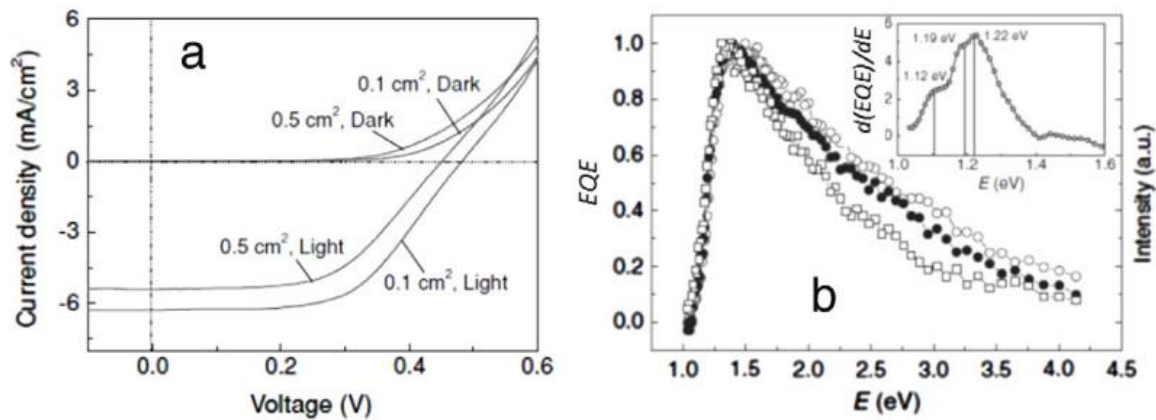 a
Current density (mA/cm²)
6
3
0
-3
-6
0.1 cm², Dark
0.5 cm², Dark
0.5 cm², Light
0.1 cm², Light
0.0
0.2
0.4
0.6
Voltage (V)
b
EQE
1.0
0.8
0.6
0.4
0.2
0.0
1.0
1.5
2.0
2.5
3.0
3.5
4.0
4.5
E (eV)
Intensity (a.u.)
d(EQE)/dE
6
4
2
0
1.19 eV
1.22 eV
1.12 eV
1.0
1.2
1.4
1.6
E (eV)